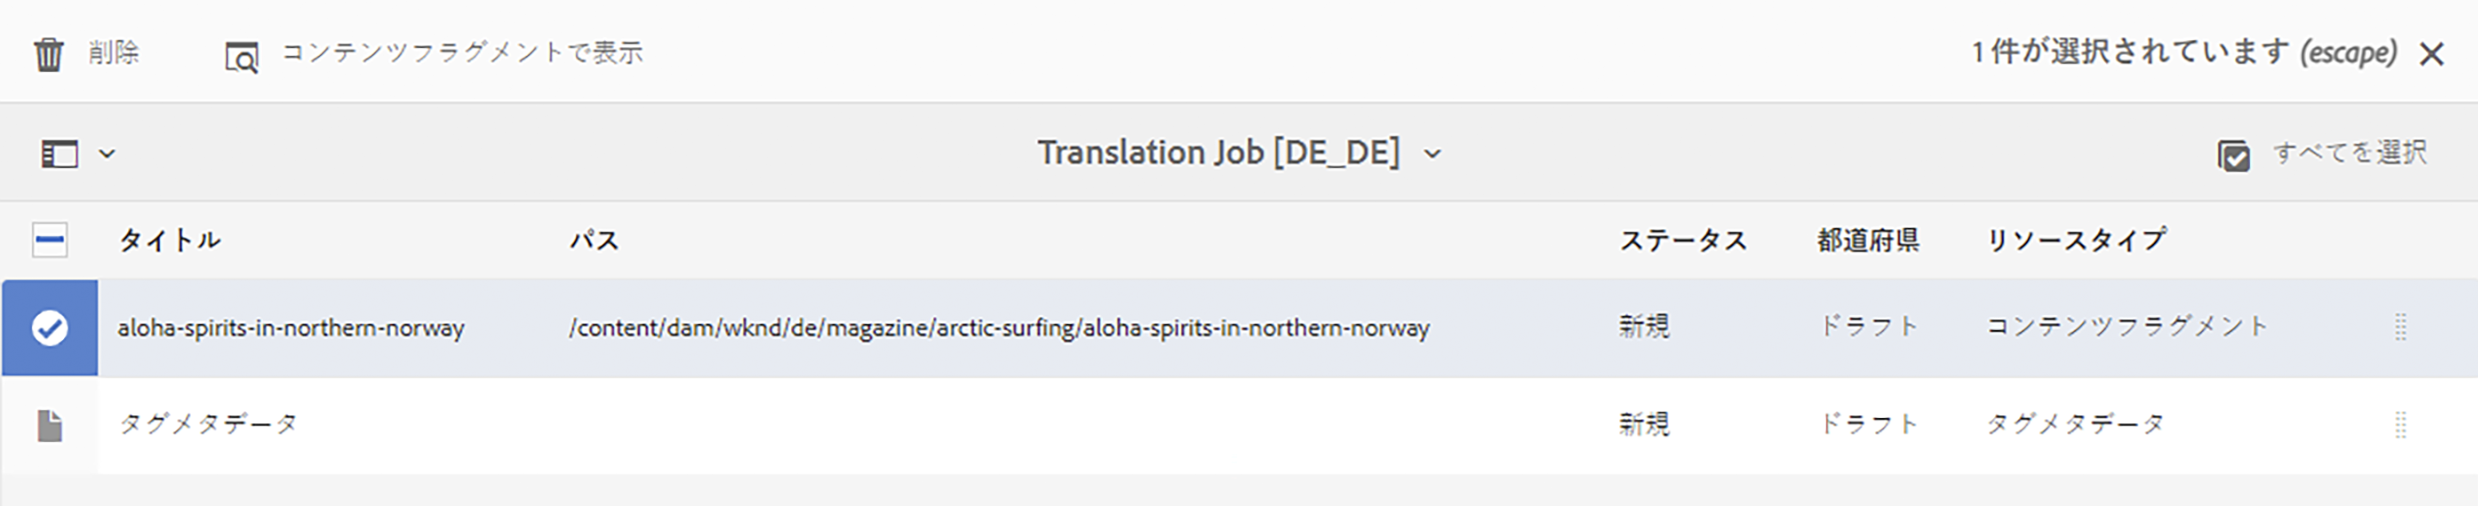 削除 コンテンツフラグメントで表示 1 件が選択されています (escape)
Translation Job [DE_DE] すべてを選択
タイトル パス ステータス 都道府県 リソースタイプ
aloha-spirits-in-northern-norway /content/dam/wknd/de/magazine/arctic-surfing/aloha-spirits-in-northern-norway 新規 ドラフト コンテンツフラグメント
タグメタデータ 新規 ドラフト タグメタデータ